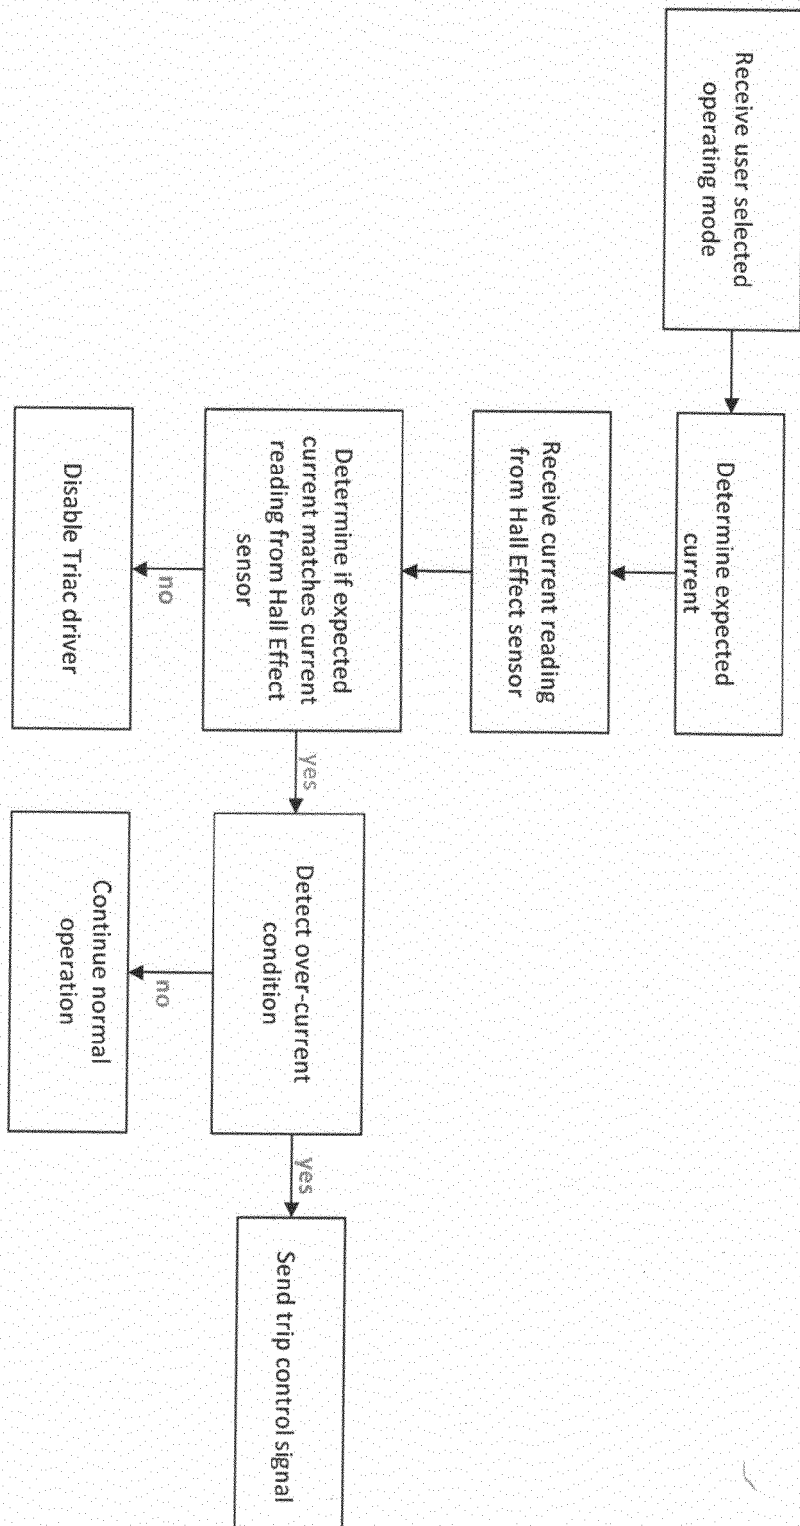 Receive user selected
operating mode
Determine expected
current
Receive current reading
from Hall Effect sensor
Determine if expected
current matches current
reading from Hall Effect
sensor
no
Disable Triac driver
yes
Detect over-current
condition
no
Continue normal
operation
yes
Send trip control signal